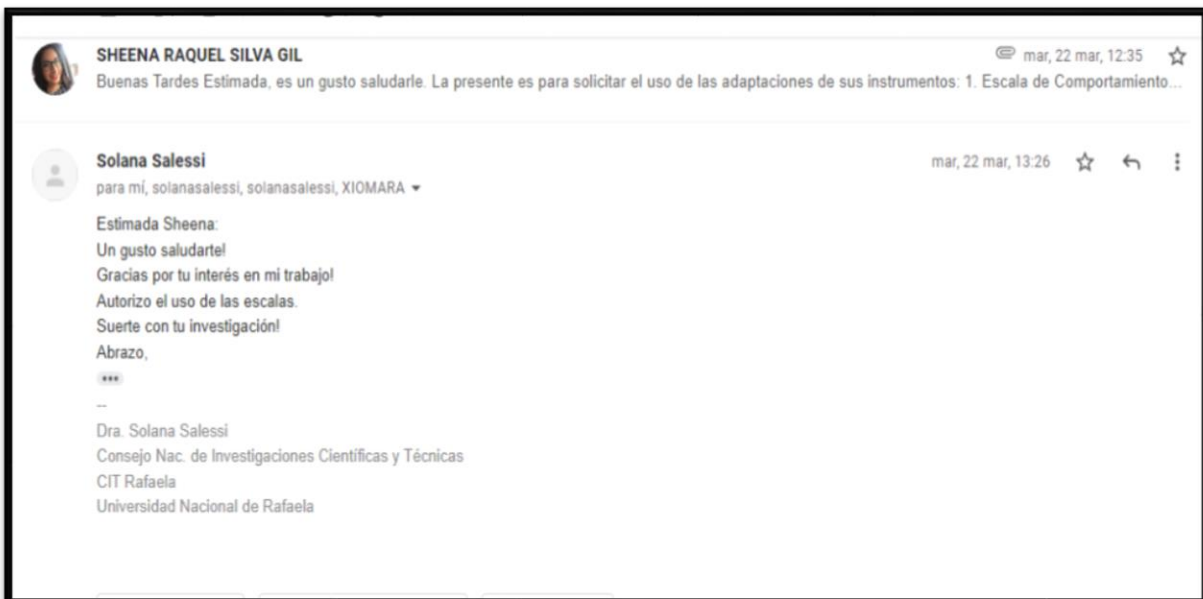 SHEENA RAQUEL SILVA GIL
mar, 22 mar, 12:35
Buenas Tardes Estimada, es un gusto saludarle. La presente es para solicitar el uso de las adaptaciones de sus instrumentos: 1. Escala de Comportamiento...
Solana Salessi
mar, 22 mar, 13:26
para mí, solanasalessi, solanasalessi, XIOMARA
Estimada Sheena:
Un gusto saludarte!
Gracias por tu interés en mi trabajo!
Autorizo el uso de las escalas.
Suerte con tu investigación!
Abrazo,
•••
--
Dra. Solana Salessi
Consejo Nac. de Investigaciones Científicas y Técnicas
CIT Rafaela
Universidad Nacional de Rafaela